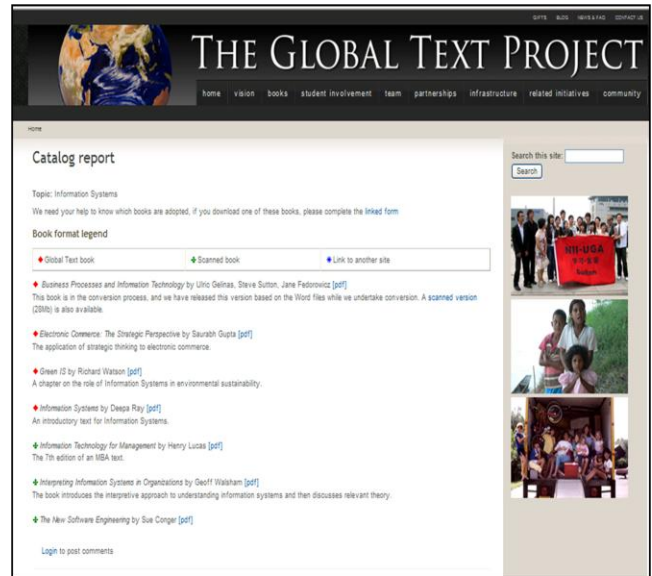 GIFTS BLOG NEWS & FAQ CONTACT US
THE GLOBAL TEXT PROJECT
home vision books student involvement team partnerships infrastructure related initiatives community
Home
Catalog report
Search this site:
Search
Topic: Information Systems
We need your help to know which books are adopted, if you download one of these books, please complete the linked form
Book format legend
Global Text book Scanned book Link to another site
Business Processes and Information Technology by Ulric Gelinas, Steve Sutton, Jane Fedorowicz [pdf]
This book is in the conversion process, and we have released this version based on the Word files while we undertake conversion. A scanned version
(28Mb) is also available.
Electronic Commerce: The Strategic Perspective by Saurabh Gupta [pdf]
The application of strategic thinking to electronic commerce.
Green IS by Richard Watson [pdf]
A chapter on the role of Information Systems in environmental sustainability.
Information Systems by Deepa Ray [pdf]
An introductory text for Information Systems.
Information Technology for Management by Henry Lucas [pdf]
The 7th edition of an MBA text.
Interpreting Information Systems in Organizations by Geoff Walsham [pdf]
The book introduces the interpretive approach to understanding information systems and then discusses relevant theory.
The New Software Engineering by Sue Conger [pdf]
Login to post comments
NII-UGA